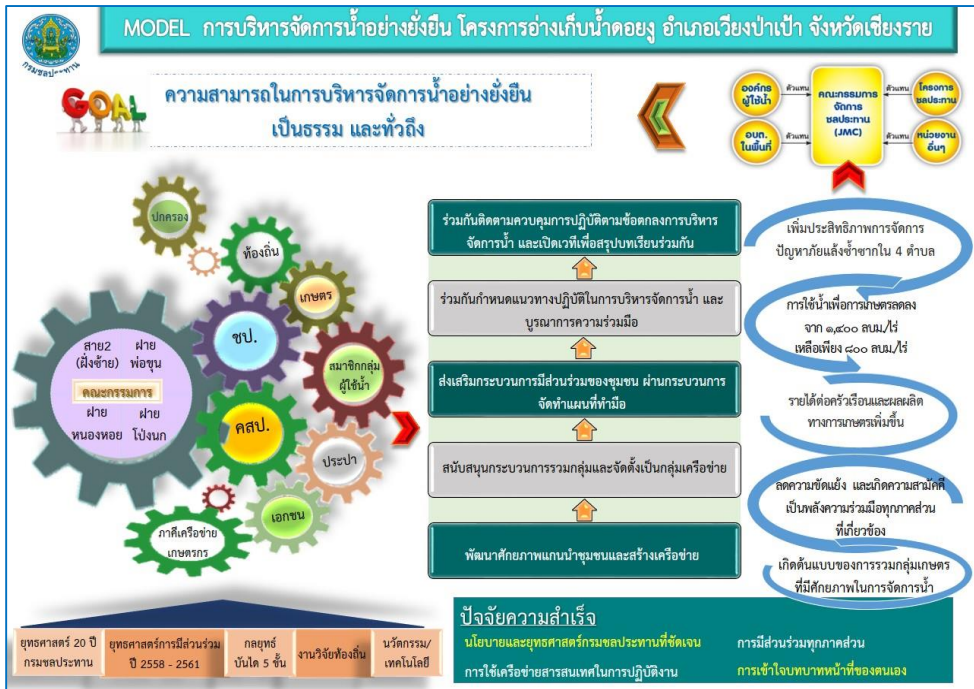 MODEL การบริหารจัดการน้ำอย่างยั่งยืน โครงการอ่างเก็บน้ำดอยงู อำเภอเวียงป่าเป้า จังหวัดเชียงราย
กรมชลประทาน
GOAL
ความสามารถในการบริหารจัดการน้ำอย่างยั่งยืน
เป็นธรรม และทั่วถึง
องค์กร
ผู้ใช้น้ำ
ตัวแทน
คณะกรรมการ
จัดการ
ชลประทาน
(JMC)
ตัวแทน
โครงการ
ชลประทาน
อบต.
ในพื้นที่
ตัวแทน
ตัวแทน
หน่วยงาน
อื่นๆ
ปกครอง
ท้องถิ่น
เกษตร
ชป.
สมาชิกกลุ่ม
ผู้ใช้น้ำ
สาย2 ฝาย
(ฝั่งซ้าย) พ่อขุน
คณะกรรมการ
ฝาย ฝาย
หนองหอย โป่งนก
คสป.
ประปา
เอกชน
ภาคีเครือข่าย
เกษตรกร
ร่วมกันติดตามควบคุมการปฏิบัติตามข้อตกลงการบริหาร
จัดการน้ำ และเปิดเวทีเพื่อสรุปบทเรียนร่วมกัน
ร่วมกันกำหนดแนวทางปฏิบัติในการบริหารจัดการน้ำ และ
บูรณาการความร่วมมือ
ส่งเสริมกระบวนการมีส่วนร่วมของชุมชน ผ่านกระบวนการ
จัดทำแผนที่ทำมือ
สนับสนุนกระบวนการรวมกลุ่มและจัดตั้งเป็นกลุ่มเครือข่าย
พัฒนาศักยภาพแกนนำชุมชนและสร้างเครือข่าย
เพิ่มประสิทธิภาพการจัดการ
ปัญหาภัยแล้งซ้ำซากใน 4 ตำบล
การใช้น้ำเพื่อการเกษตรลดลง
จาก ๑,๔๐๐ ลบม./ไร่
เหลือเพียง ๘๐๐ ลบม./ไร่
รายได้ต่อครัวเรือนและผลผลิต
ทางการเกษตรเพิ่มขึ้น
ลดความขัดแย้ง และเกิดความสามัคคี
เป็นพลังความร่วมมือทุกภาคส่วน
ที่เกี่ยวข้อง
เกิดต้นแบบของการรวมกลุ่มเกษตร
ที่มีศักยภาพในการจัดการน้ำ
ยุทธศาสตร์ 20 ปี
กรมชลประทาน
ยุทธศาสตร์การมีส่วนร่วม
ปี 2558 - 2561
กลยุทธ์
บันได 5 ขั้น
งานวิจัยท้องถิ่น
นวัตกรรม/
เทคโนโลยี
ปัจจัยความสำเร็จ
นโยบายและยุทธศาสตร์กรมชลประทานที่ชัดเจน การมีส่วนร่วมทุกภาคส่วน
การใช้เครือข่ายสารสนเทศในการปฏิบัติงาน การเข้าใจบทบาทหน้าที่ของตนเอง